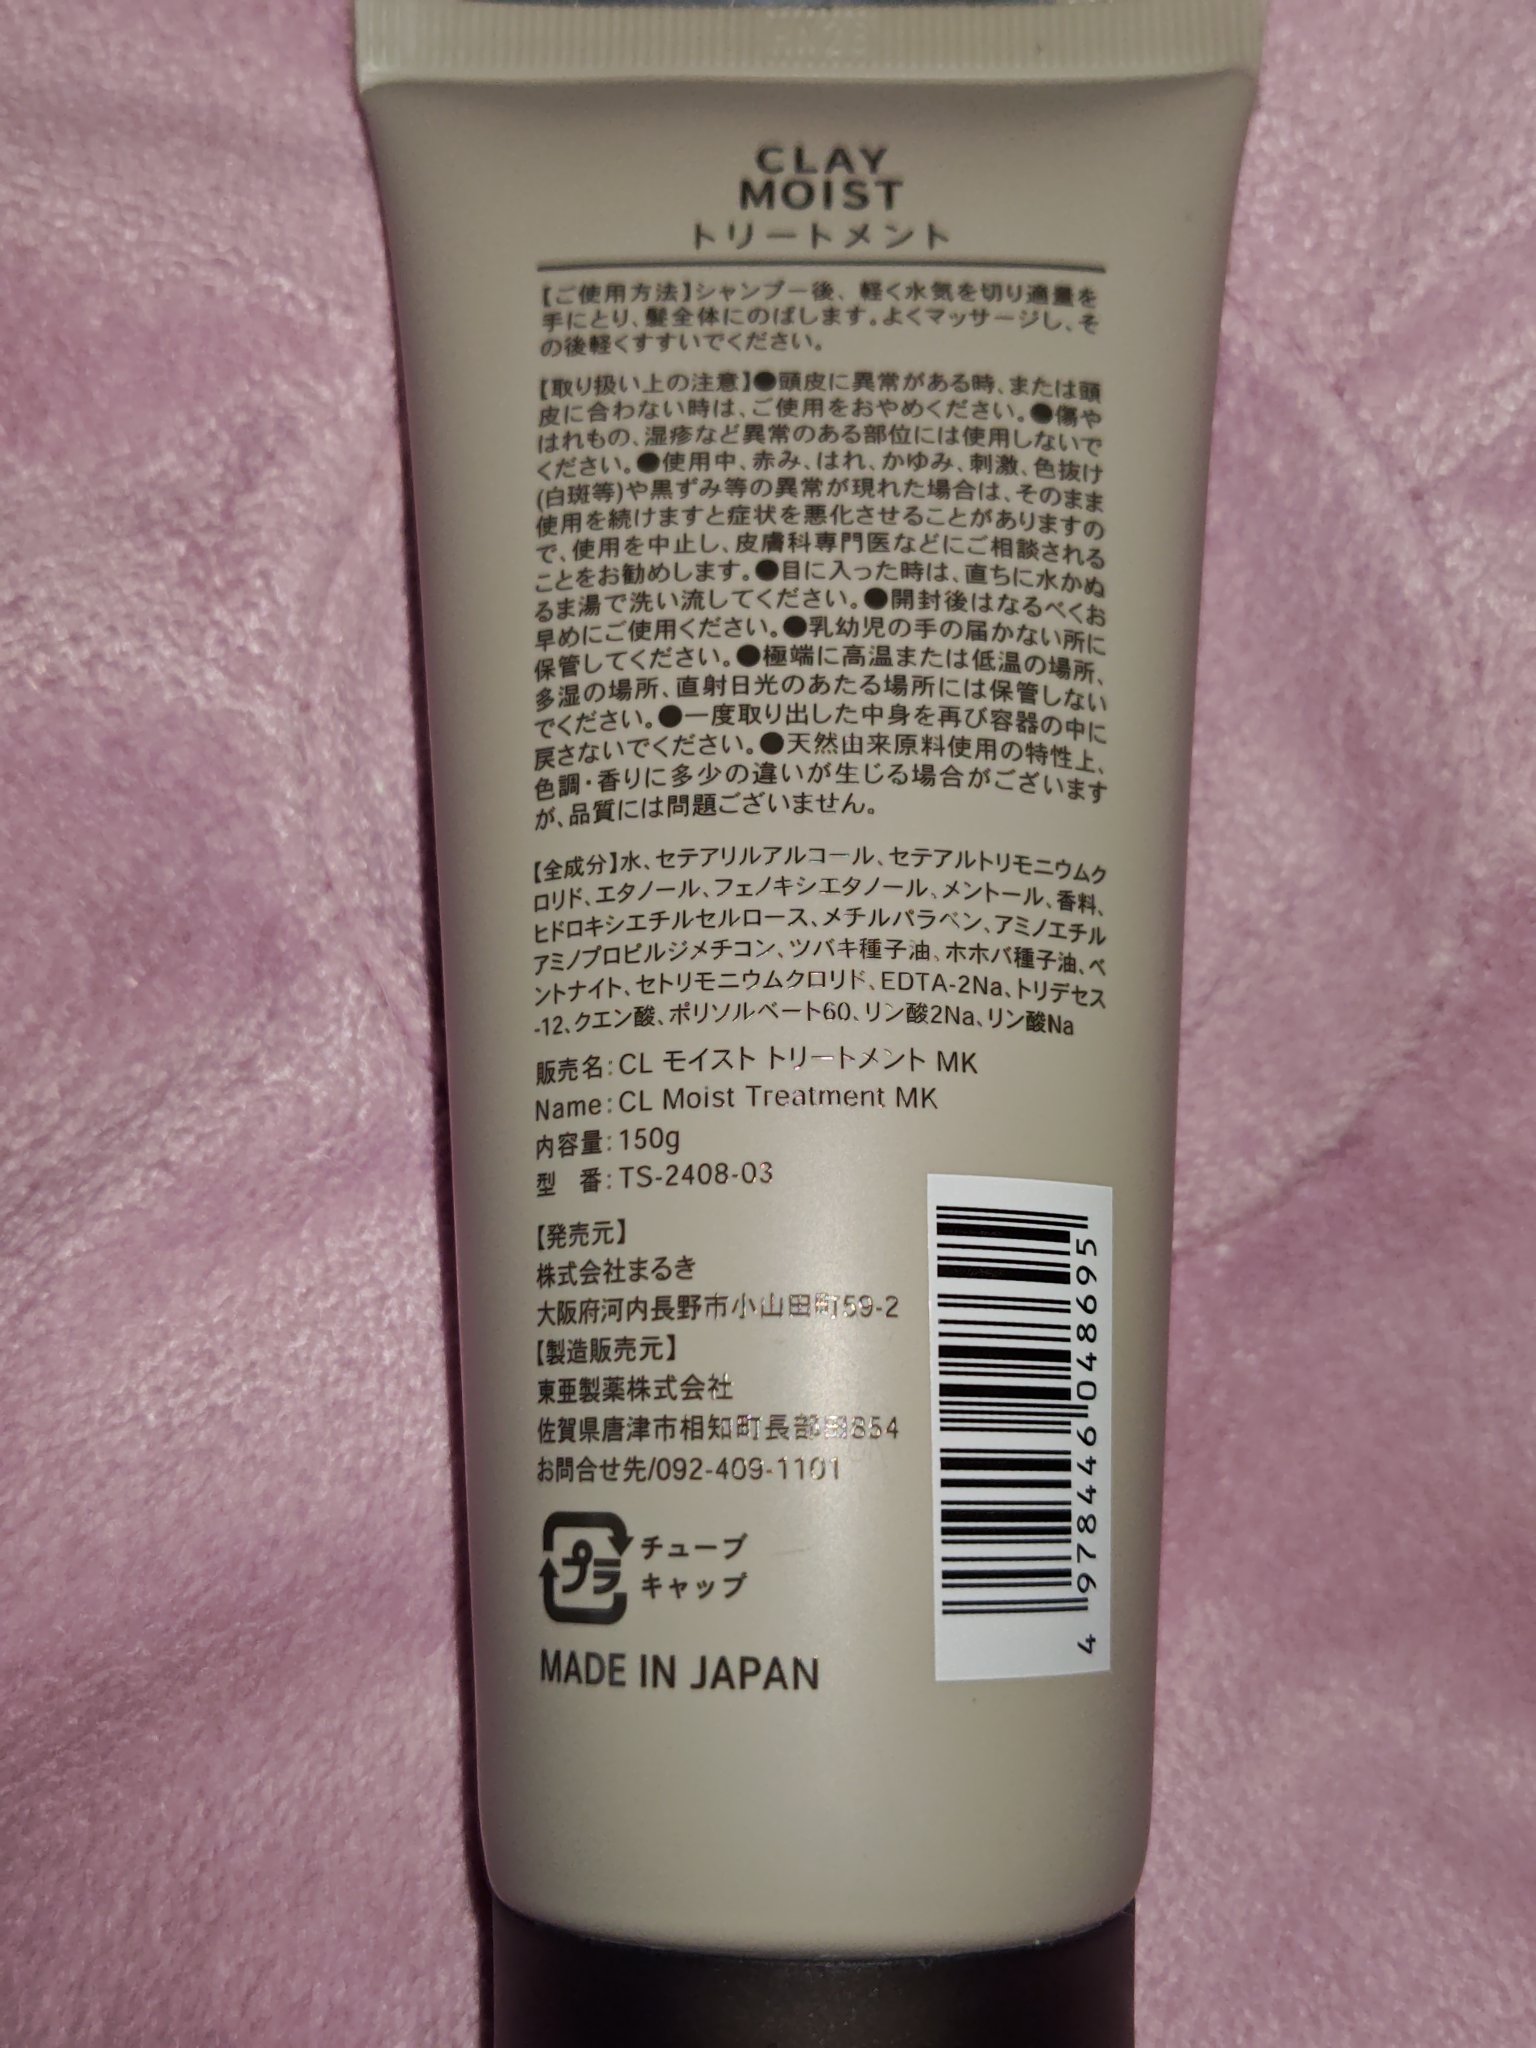 CLAY
MOIST
トリートメント
【ご使用方法】シャンプー後、軽く水気を切り適量を
手にとり、髪全体にのばします。よくマッサージし、そ
の後軽くすすいでください。
【取り扱い上の注意】●頭皮に異常がある時、または頭
皮に合わない時は、ご使用をおやめください。●傷や
はれもの、湿疹など異常のある部位には使用しないで
ください。●使用中、赤み、はれ、かゆみ、刺激、色抜け
(白斑等)や黒ずみ等の異常が現れた場合は、そのまま
使用を続けますと症状を悪化させることがありますの
で、使用を中止し、皮膚科専門医などにご相談される
ことをお勧めします。●目に入った時は、直ちに水かぬ
るま湯で洗い流してください。●開封後はなるべくお
早めにご使用ください。●乳幼児の手の届かない所に
保管してください。●極端に高温または低温の場所、
多湿の場所、直射日光のあたる場所には保管しない
でください。●一度取り出した中身を再び容器の中に
戻さないでください。●天然由来原料使用の特性上、
色調・香りに多少の違いが生じる場合がございます
が、品質には問題ございません。
【全成分】水、セテアリルアルコール、セテアルトリモニウムク
ロリド、エタノール、フェノキシエタノール、メントール、香料、
ヒドロキシエチルセルロース、メチルパラベン、アミノエチル
アミノプロピルジメチコン、ツバキ種子油、ホホバ種子油、ベ
ントナイト、セトリモニウムクロリド、EDTA-2Na、トリデセス
-12、クエン酸、ポリソルベート60、リン酸2Na、リン酸Na
販売名：CL モイスト トリートメント MK
Name：CL Moist Treatment MK
内容量：150g
型 番：TS-2408-03
【発売元】
株式会社まるき
大阪府河内長野市小山田町59-2
【製造販売元】
東亜製薬株式会社
佐賀県唐津市相知町長部田854
お問合せ先/092-409-1101
プラ
チューブ
キャップ
MADE IN JAPAN
4 978446 048695